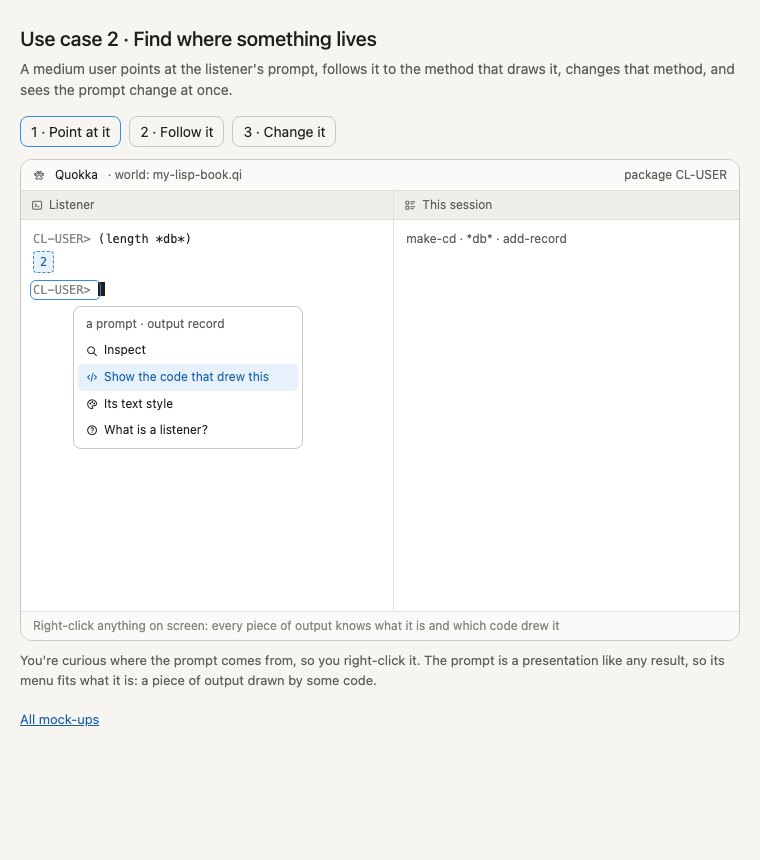 Use case 2 · Find where something lives
A medium user points at the listener's prompt, follows it to the method that draws it, changes that method, and
sees the prompt change at once.
1 · Point at it
2 · Follow it
3 · Change it
Quokka · world: my-lisp-book.qi
package CL-USER
Listener
This session
CL-USER> (length *db*)
make-cd · *db* · add-record
2
CL-USER>
a prompt · output record
Inspect
Show the code that drew this
Its text style
What is a listener?
Right-click anything on screen: every piece of output knows what it is and which code drew it
You're curious where the prompt comes from, so you right-click it. The prompt is a presentation like any result, so its
menu fits what it is: a piece of output drawn by some code.
All mock-ups